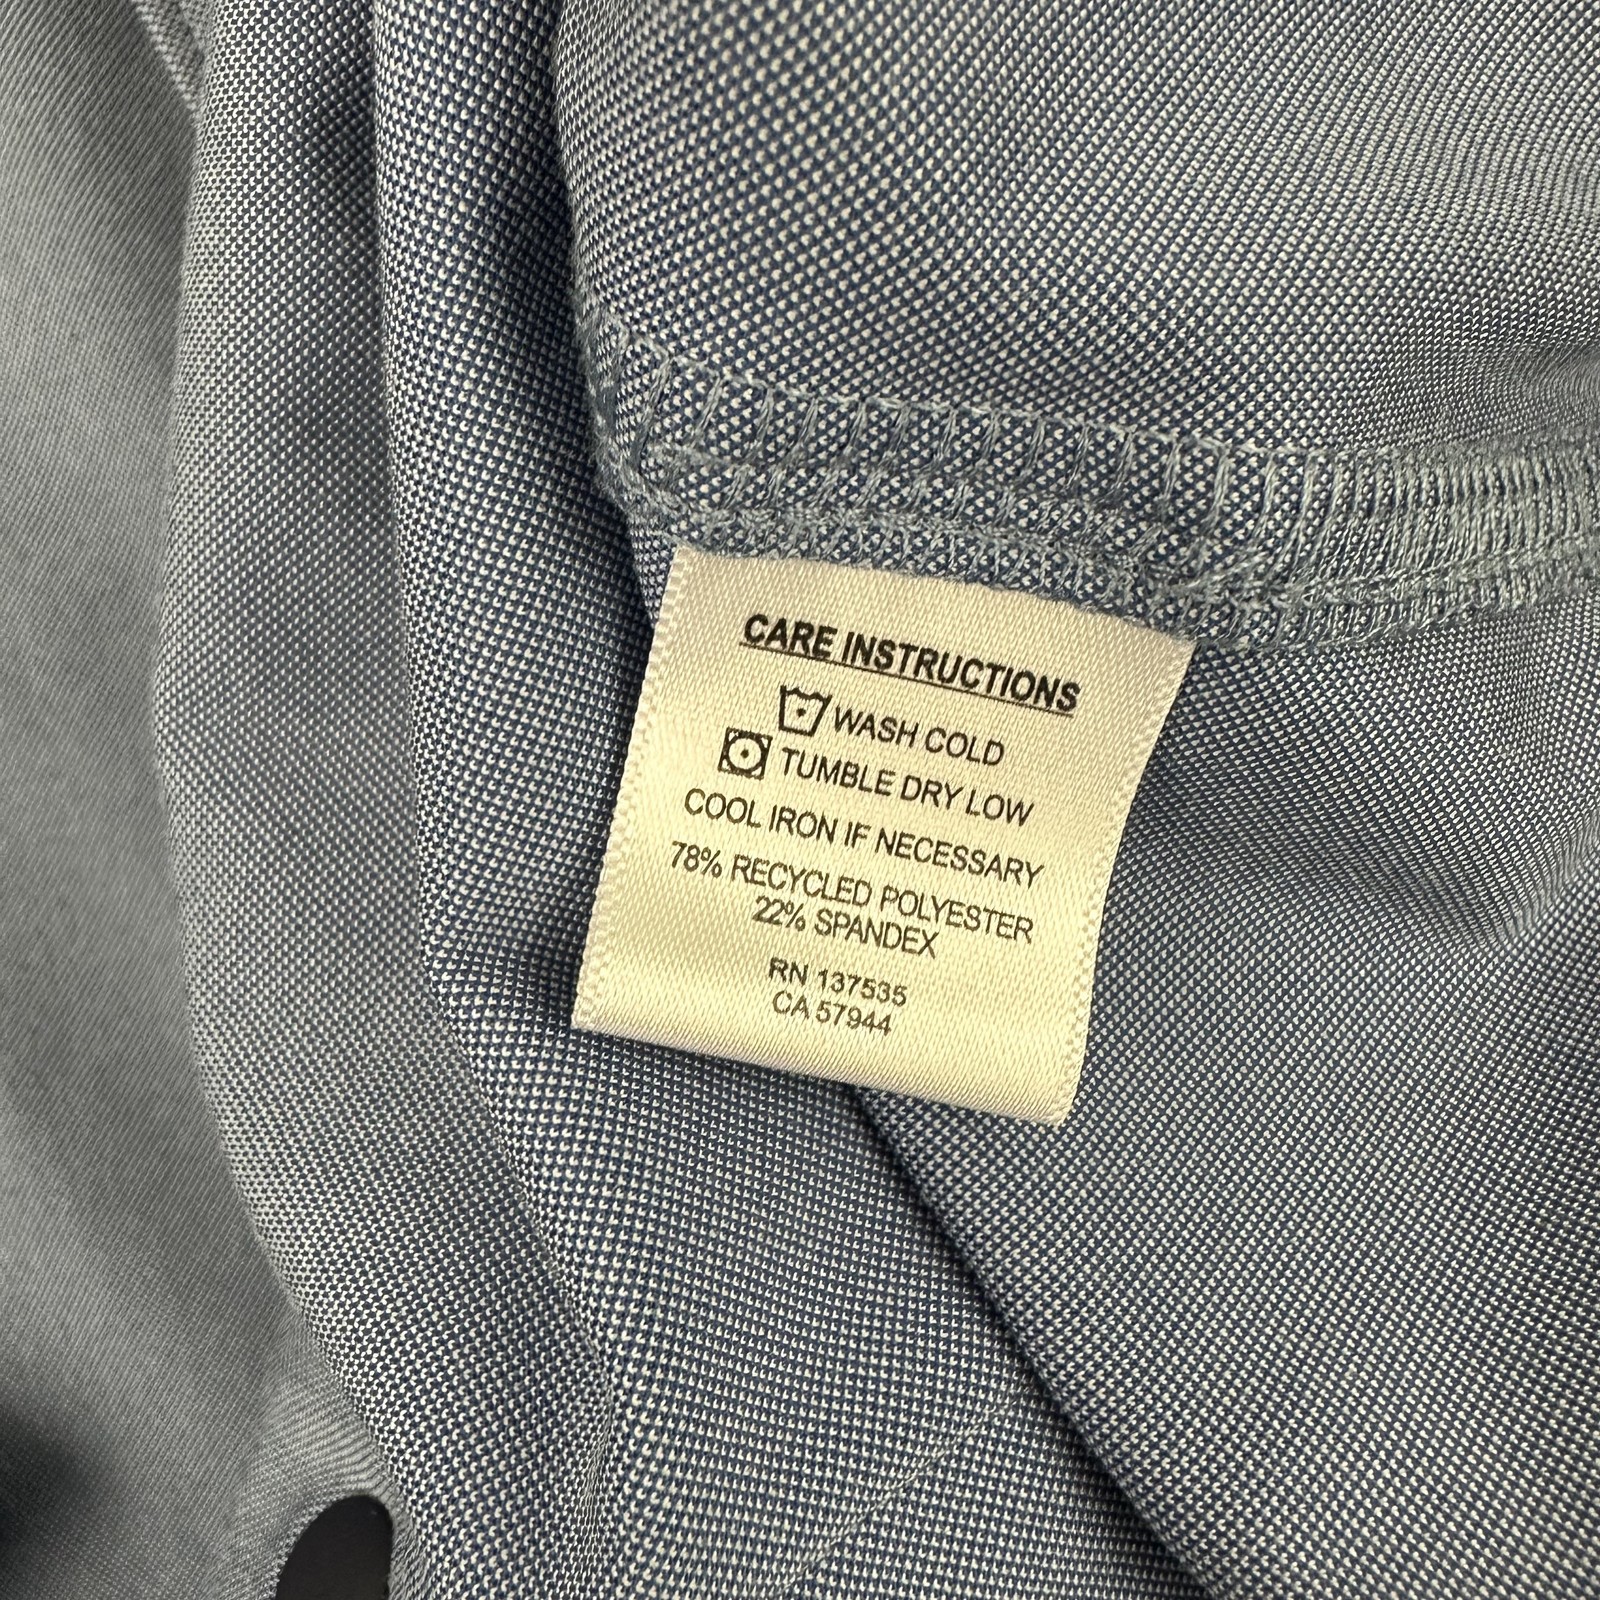 CARE INSTRUCTIONS
WASH COLD
TUMBLE DRY LOW
COOL IRON IF NECESSARY
78% RECYCLED POLYESTER
22% SPANDEX
RN 137535
CA 57944